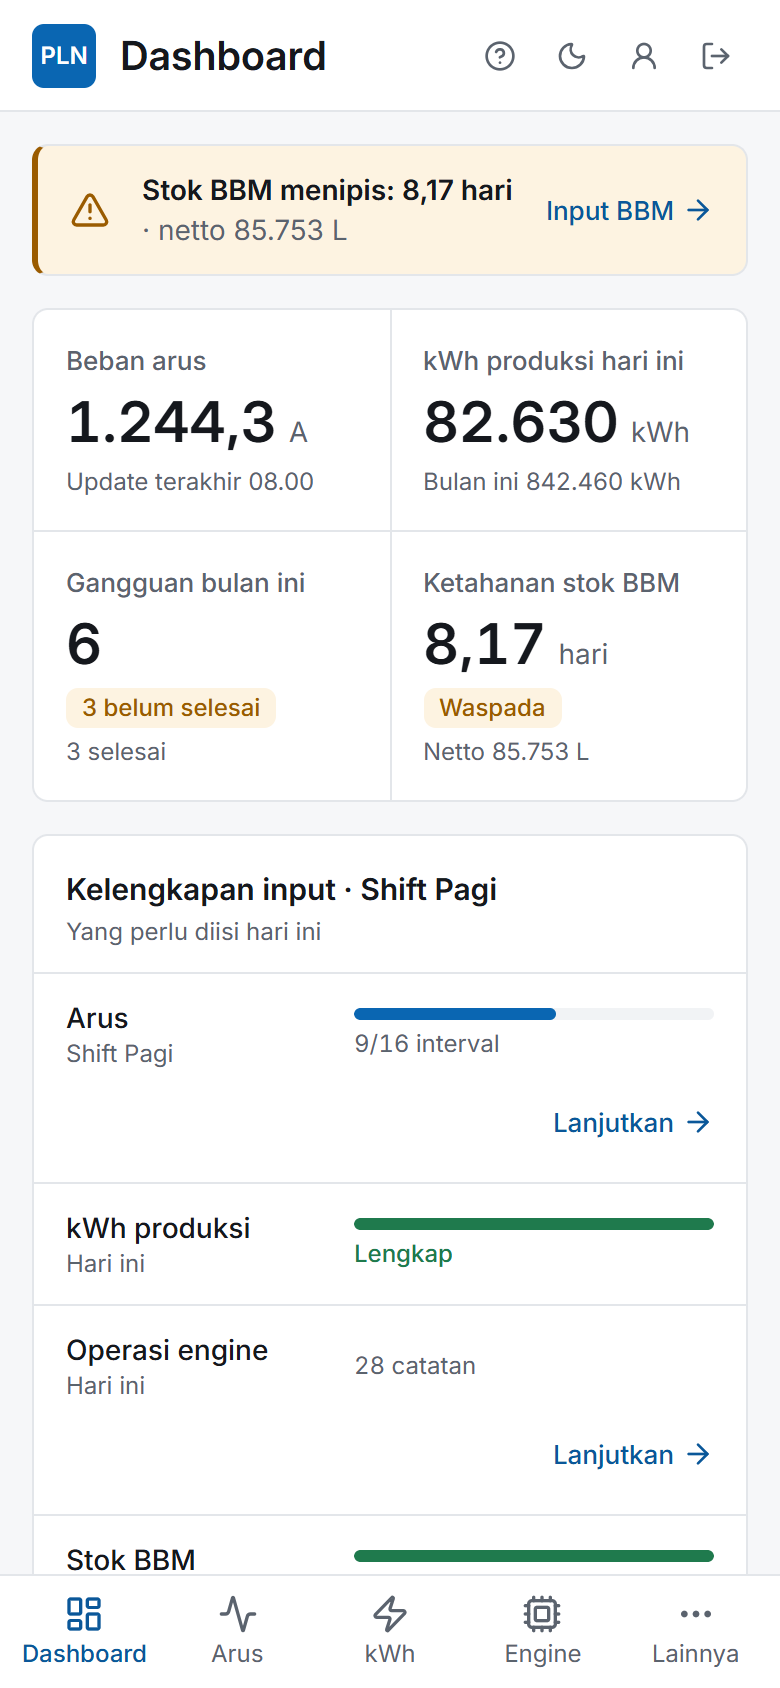 PLN Dashboard
Stok BBM menipis: 8,17 hari
· netto 85.753 L
Input BBM →
Beban arus
1.244,3 A
Update terakhir 08.00
kWh produksi hari ini
82.630 kWh
Bulan ini 842.460 kWh
Gangguan bulan ini
6
3 belum selesai
3 selesai
Ketahanan stok BBM
8,17 hari
Waspada
Netto 85.753 L
Kelengkapan input · Shift Pagi
Yang perlu diisi hari ini
Arus
Shift Pagi
9/16 interval
Lanjutkan →
kWh produksi
Hari ini
Lengkap
Operasi engine
Hari ini
28 catatan
Lanjutkan →
Stok BBM
Dashboard
Arus
kWh
Engine
Lainnya